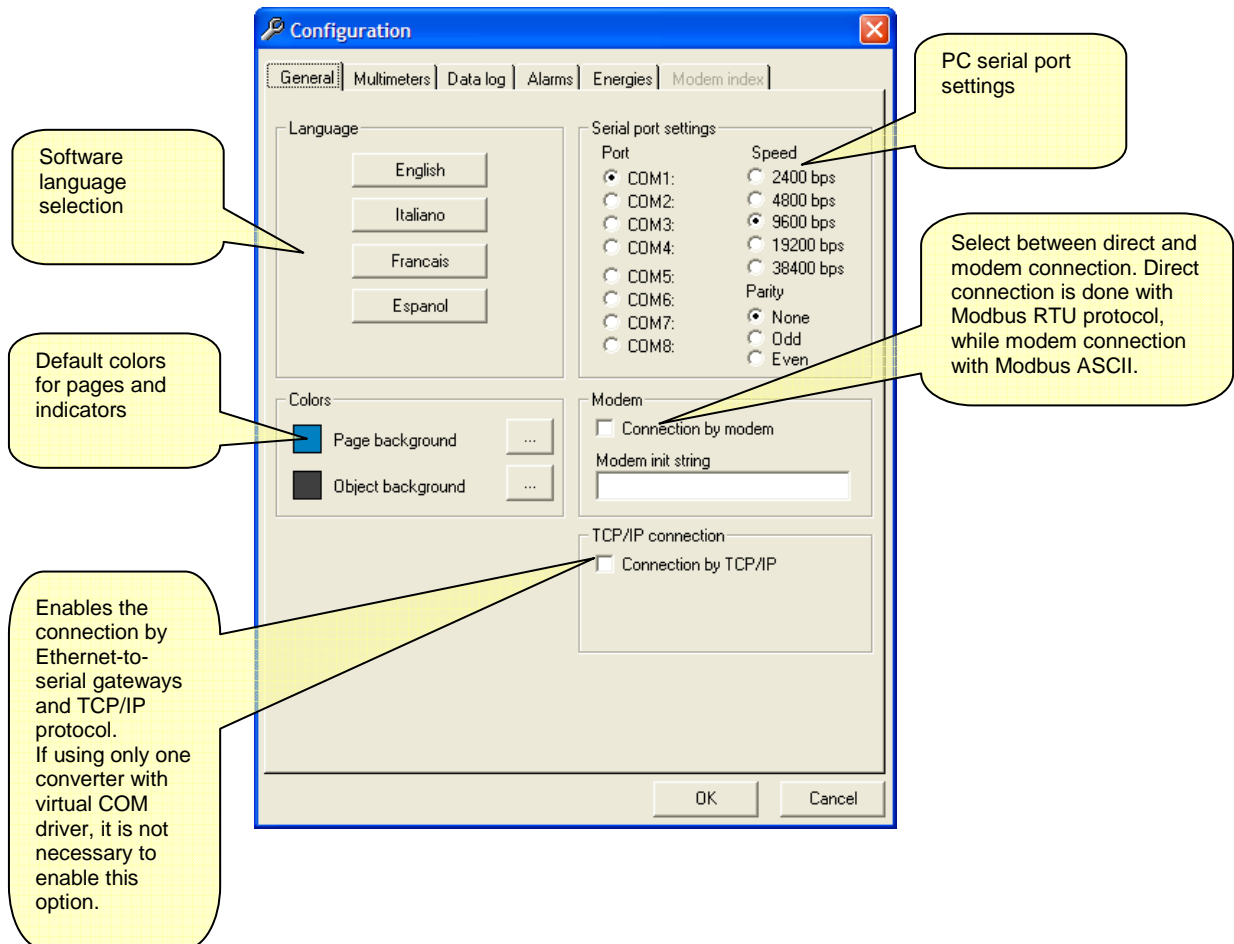 Configuration
General Multimeters Data log Alarms Energies Modem index
Language
English
Italiano
Francais
Espanol
Serial port settings
Port
COM1:
COM2:
COM3:
COM4:
COM5:
COM6:
COM7:
COM8:
Speed
2400 bps
4800 bps
9600 bps
19200 bps
38400 bps
Parity
None
Odd
Even
Colors
Page background ...
Object background ...
Modem
Connection by modem
Modem init string
TCP/IP connection
Connection by TCP/IP
OK Cancel
Software
language
selection
Default colors
for pages and
indicators
Enables the
connection by
Ethernet-to-
serial gateways
and TCP/IP
protocol.
If using only one
converter with
virtual COM
driver, it is not
necessary to
enable this
option.
PC serial port
settings
Select between direct and
modem connection. Direct
connection is done with
Modbus RTU protocol,
while modem connection
with Modbus ASCII.